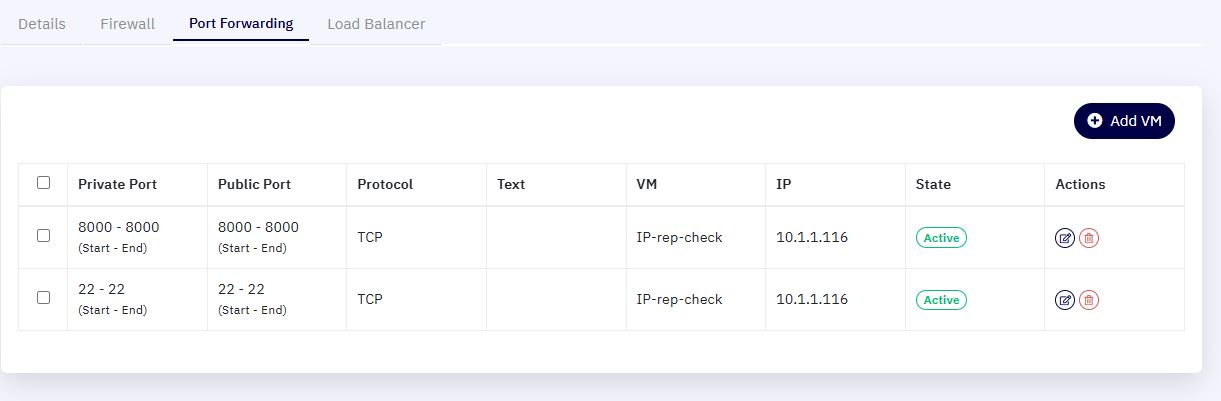 Details Firewall Port Forwarding Load Balancer
Add VM
Private Port Public Port Protocol Text VM IP State Actions
8000 - 8000 8000 - 8000
(Start - End) (Start - End)
TCP IP-rep-check 10.1.1.116 Active
22 - 22 22 - 22
(Start - End) (Start - End)
TCP IP-rep-check 10.1.1.116 Active